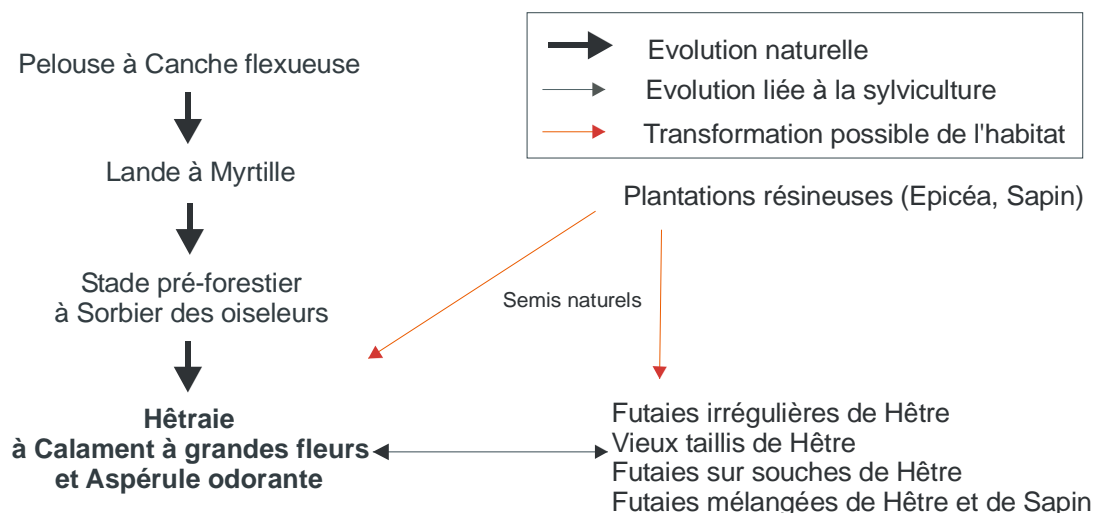 Pelouse à Canche flexueuse
Lande à Myrtille
Stade pré-forestier
à Sorbier des oiseleurs
Hêtraie
à Calament à grandes fleurs
et Aspérule odorante
Evolution naturelle
Evolution liée à la sylviculture
Transformation possible de l'habitat
Plantations résineuses (Epicéa, Sapin)
Semis naturels
Futaies irrégulières de Hêtre
Vieux taillis de Hêtre
Futaies sur souches de Hêtre
Futaies mélangées de Hêtre et de Sapin